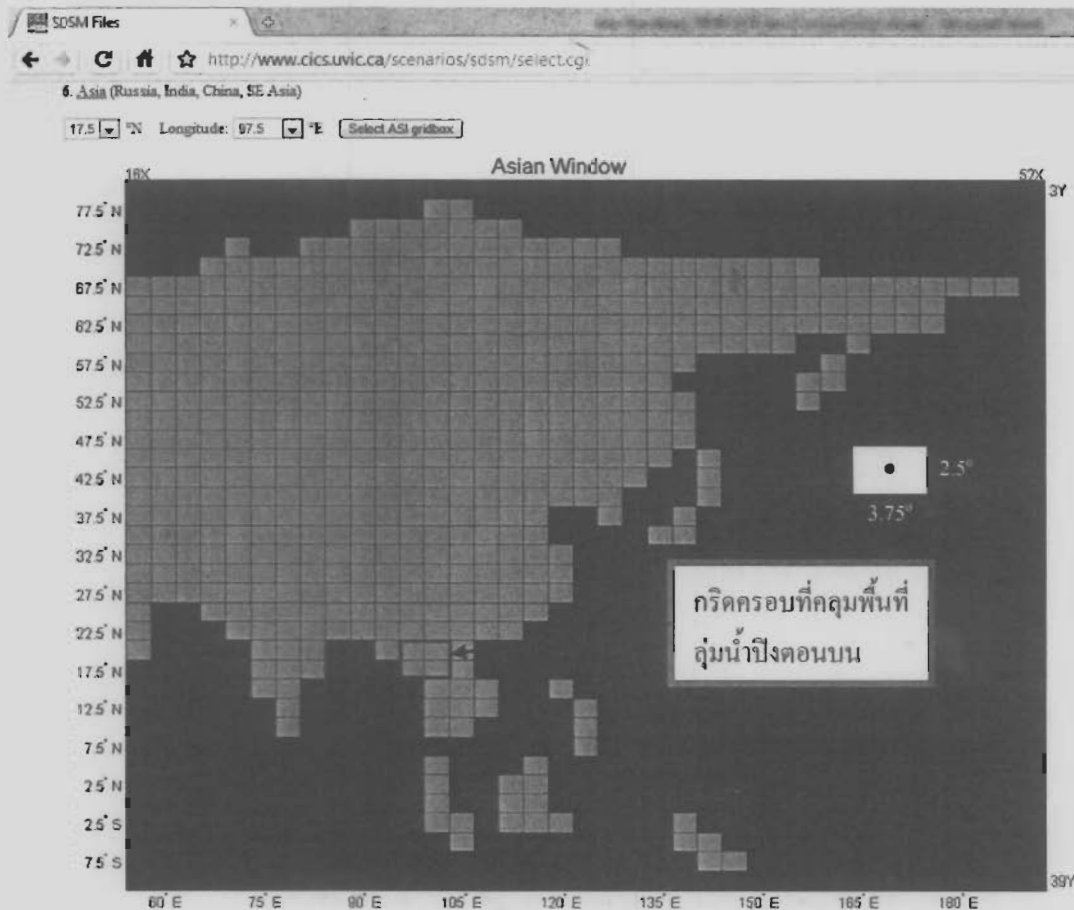 SDSM Files
http://www.cics.uvic.ca/scenarios/sdsm/select.cgi
6. Asia (Russia, India, China, SE Asia)
17.5 °N Longitude: 97.5 °E Select ASI gridbox
Asian Window
16X 52X
3Y
77.5° N
72.5° N
67.5° N
62.5° N
57.5° N
52.5° N
47.5° N
42.5° N
37.5° N
32.5° N
27.5° N
22.5° N
17.5° N
12.5° N
7.5° N
2.5° N
2.5° S
7.5° S
2.5°
3.75°
กริดครอบที่คลุมพื้นที่
ลุ่มน้ำปิงตอนบน
39Y
60° E 75° E 90° E 105° E 120° E 135° E 150° E 165° E 180° E